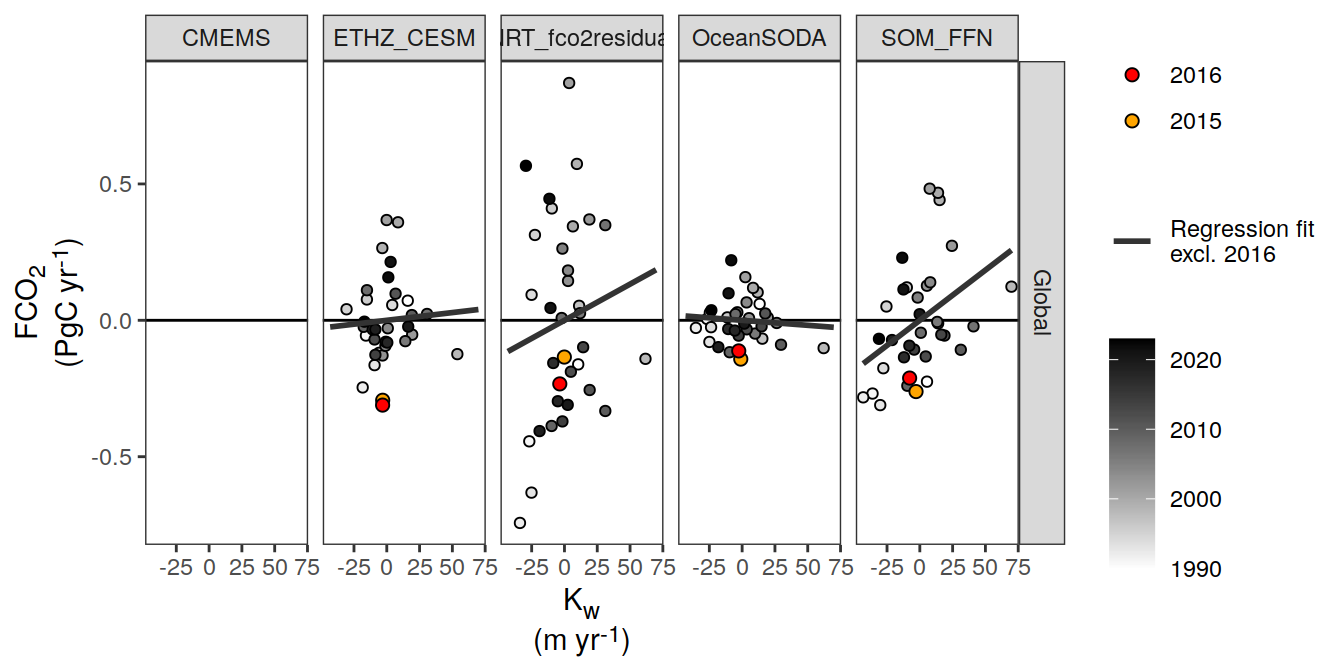 CMEMS ETHZ_CESM NRT_fco2residua OceanSODA SOM_FFN
FCO2
(PgC yr-1)
0.5
0.0
-0.5
Global
-25 0 25 50 75 -25 0 25 50 75 -25 0 25 50 75 -25 0 25 50 75 -25 0 25 50 75
Kw
(m yr-1)
2016
2015
Regression fit
excl. 2016
2020
2010
2000
1990